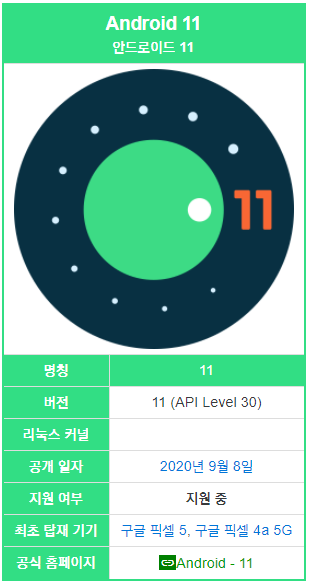 Android 11
안드로이드 11
11
명칭 11
버전 11 (API Level 30)
리눅스 커널
공개 일자 2020년 9월 8일
지원 여부 지원 중
최초 탑재 기기 구글 픽셀 5, 구글 픽셀 4a 5G
공식 홈페이지 Android - 11